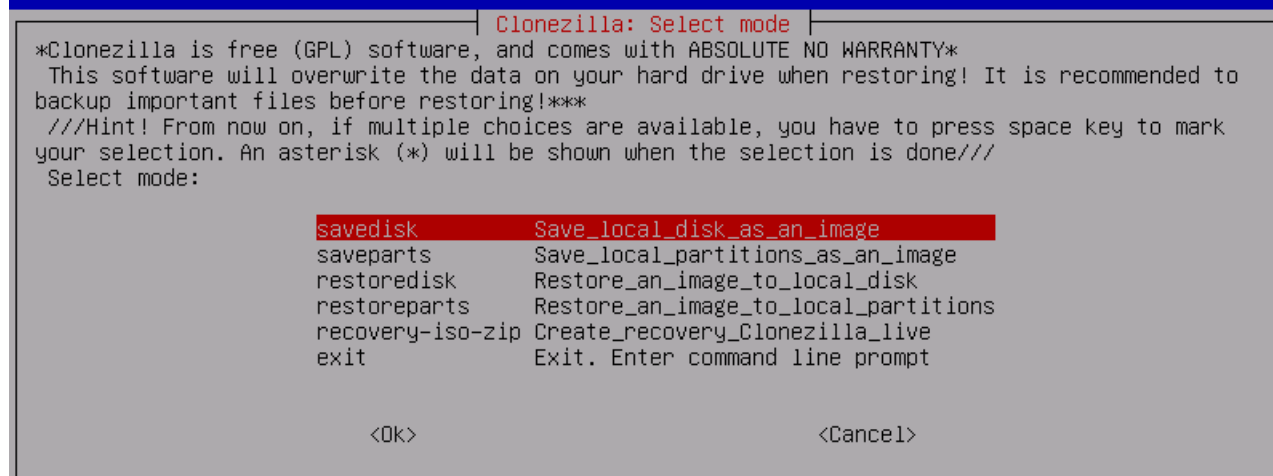 Clonezilla: Select mode
*Clonezilla is free (GPL) software, and comes with ABSOLUTE NO WARRANTY*
This software will overwrite the data on your hard drive when restoring! It is recommended to
backup important files before restoring!***
///Hint! From now on, if multiple choices are available, you have to press space key to mark
your selection. An asterisk (*) will be shown when the selection is done///
Select mode:
savedisk Save_local_disk_as_an_image
saveparts Save_local_partitions_as_an_image
restoredisk Restore_an_image_to_local_disk
restoreparts Restore_an_image_to_local_partitions
recovery-iso-zip Create_recovery_Clonezilla_live
exit Exit. Enter command line prompt
<Ok> <Cancel>